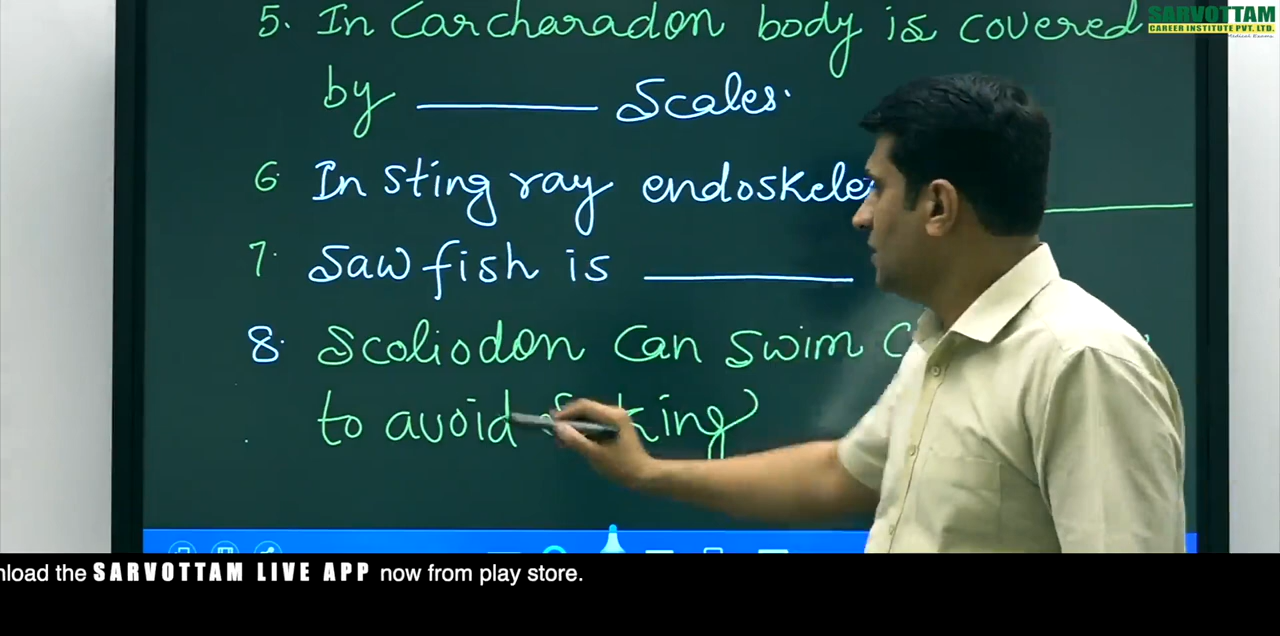 SARVOTTAM
CAREER INSTITUTE PVT. LTD.
5. In Carcharadon body is covered
by ______ Scales.
6. In Sting ray endoskele
7. Saw fish is ______
8. Scoliodon Can swim C
to avoid king)
nload the SARVOTTAM LIVE APP now from play store.